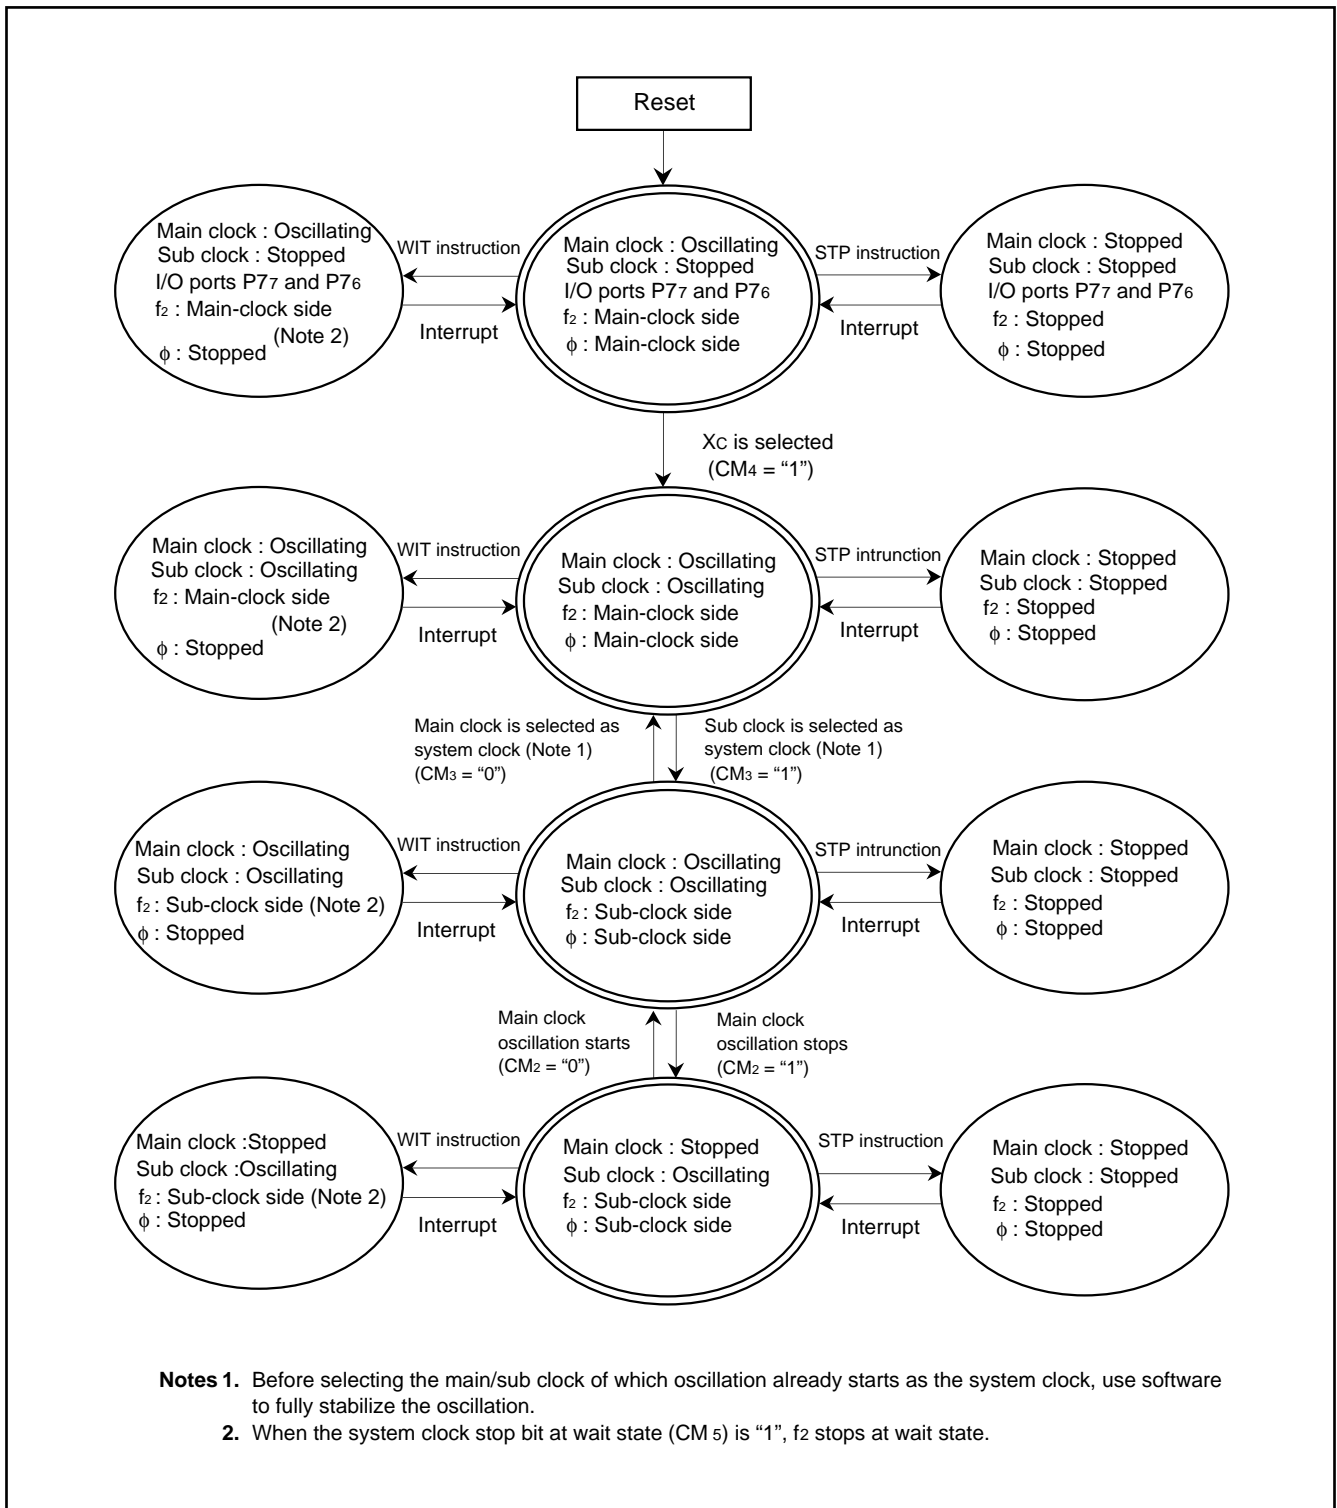 Reset
Main clock : Oscillating
Sub clock : Stopped
I/O ports P77 and P76
f2 : Main-clock side
(Note 2)
ϕ : Stopped
WIT instruction
Interrupt
Main clock : Oscillating
Sub clock : Stopped
I/O ports P77 and P76
f2 : Main-clock side
ϕ : Main-clock side
STP instruction
Interrupt
Main clock : Stopped
Sub clock : Stopped
I/O ports P77 and P76
f2 : Stopped
ϕ : Stopped
XC is selected
(CM4 = “1”)
Main clock : Oscillating
Sub clock : Oscillating
f2 : Main-clock side
(Note 2)
ϕ : Stopped
WIT instruction
Interrupt
Main clock : Oscillating
Sub clock : Oscillating
f2 : Main-clock side
ϕ : Main-clock side
STP intrunction
Interrupt
Main clock : Stopped
Sub clock : Stopped
f2 : Stopped
ϕ : Stopped
Main clock is selected as
system clock (Note 1)
(CM3 = “0”)
Sub clock is selected as
system clock (Note 1)
(CM3 = “1”)
Main clock : Oscillating
Sub clock : Oscillating
f2 : Sub-clock side (Note 2)
ϕ : Stopped
WIT instruction
Interrupt
Main clock : Oscillating
Sub clock : Oscillating
f2 : Sub-clock side
ϕ : Sub-clock side
STP intrunction
Interrupt
Main clock : Stopped
Sub clock : Stopped
f2 : Stopped
ϕ : Stopped
Main clock
oscillation starts
(CM2 = “0”)
Main clock
oscillation stops
(CM2 = “1”)
Main clock :Stopped
Sub clock :Oscillating
f2 : Sub-clock side (Note 2)
ϕ : Stopped
WIT instruction
Interrupt
Main clock : Stopped
Sub clock : Oscillating
f2 : Sub-clock side
ϕ : Sub-clock side
STP instruction
Interrupt
Main clock : Stopped
Sub clock : Stopped
f2 : Stopped
ϕ : Stopped
Notes 1. Before selecting the main/sub clock of which oscillation already starts as the system clock, use software
to fully stabilize the oscillation.
2. When the system clock stop bit at wait state (CM 5) is “1”, f2 stops at wait state.